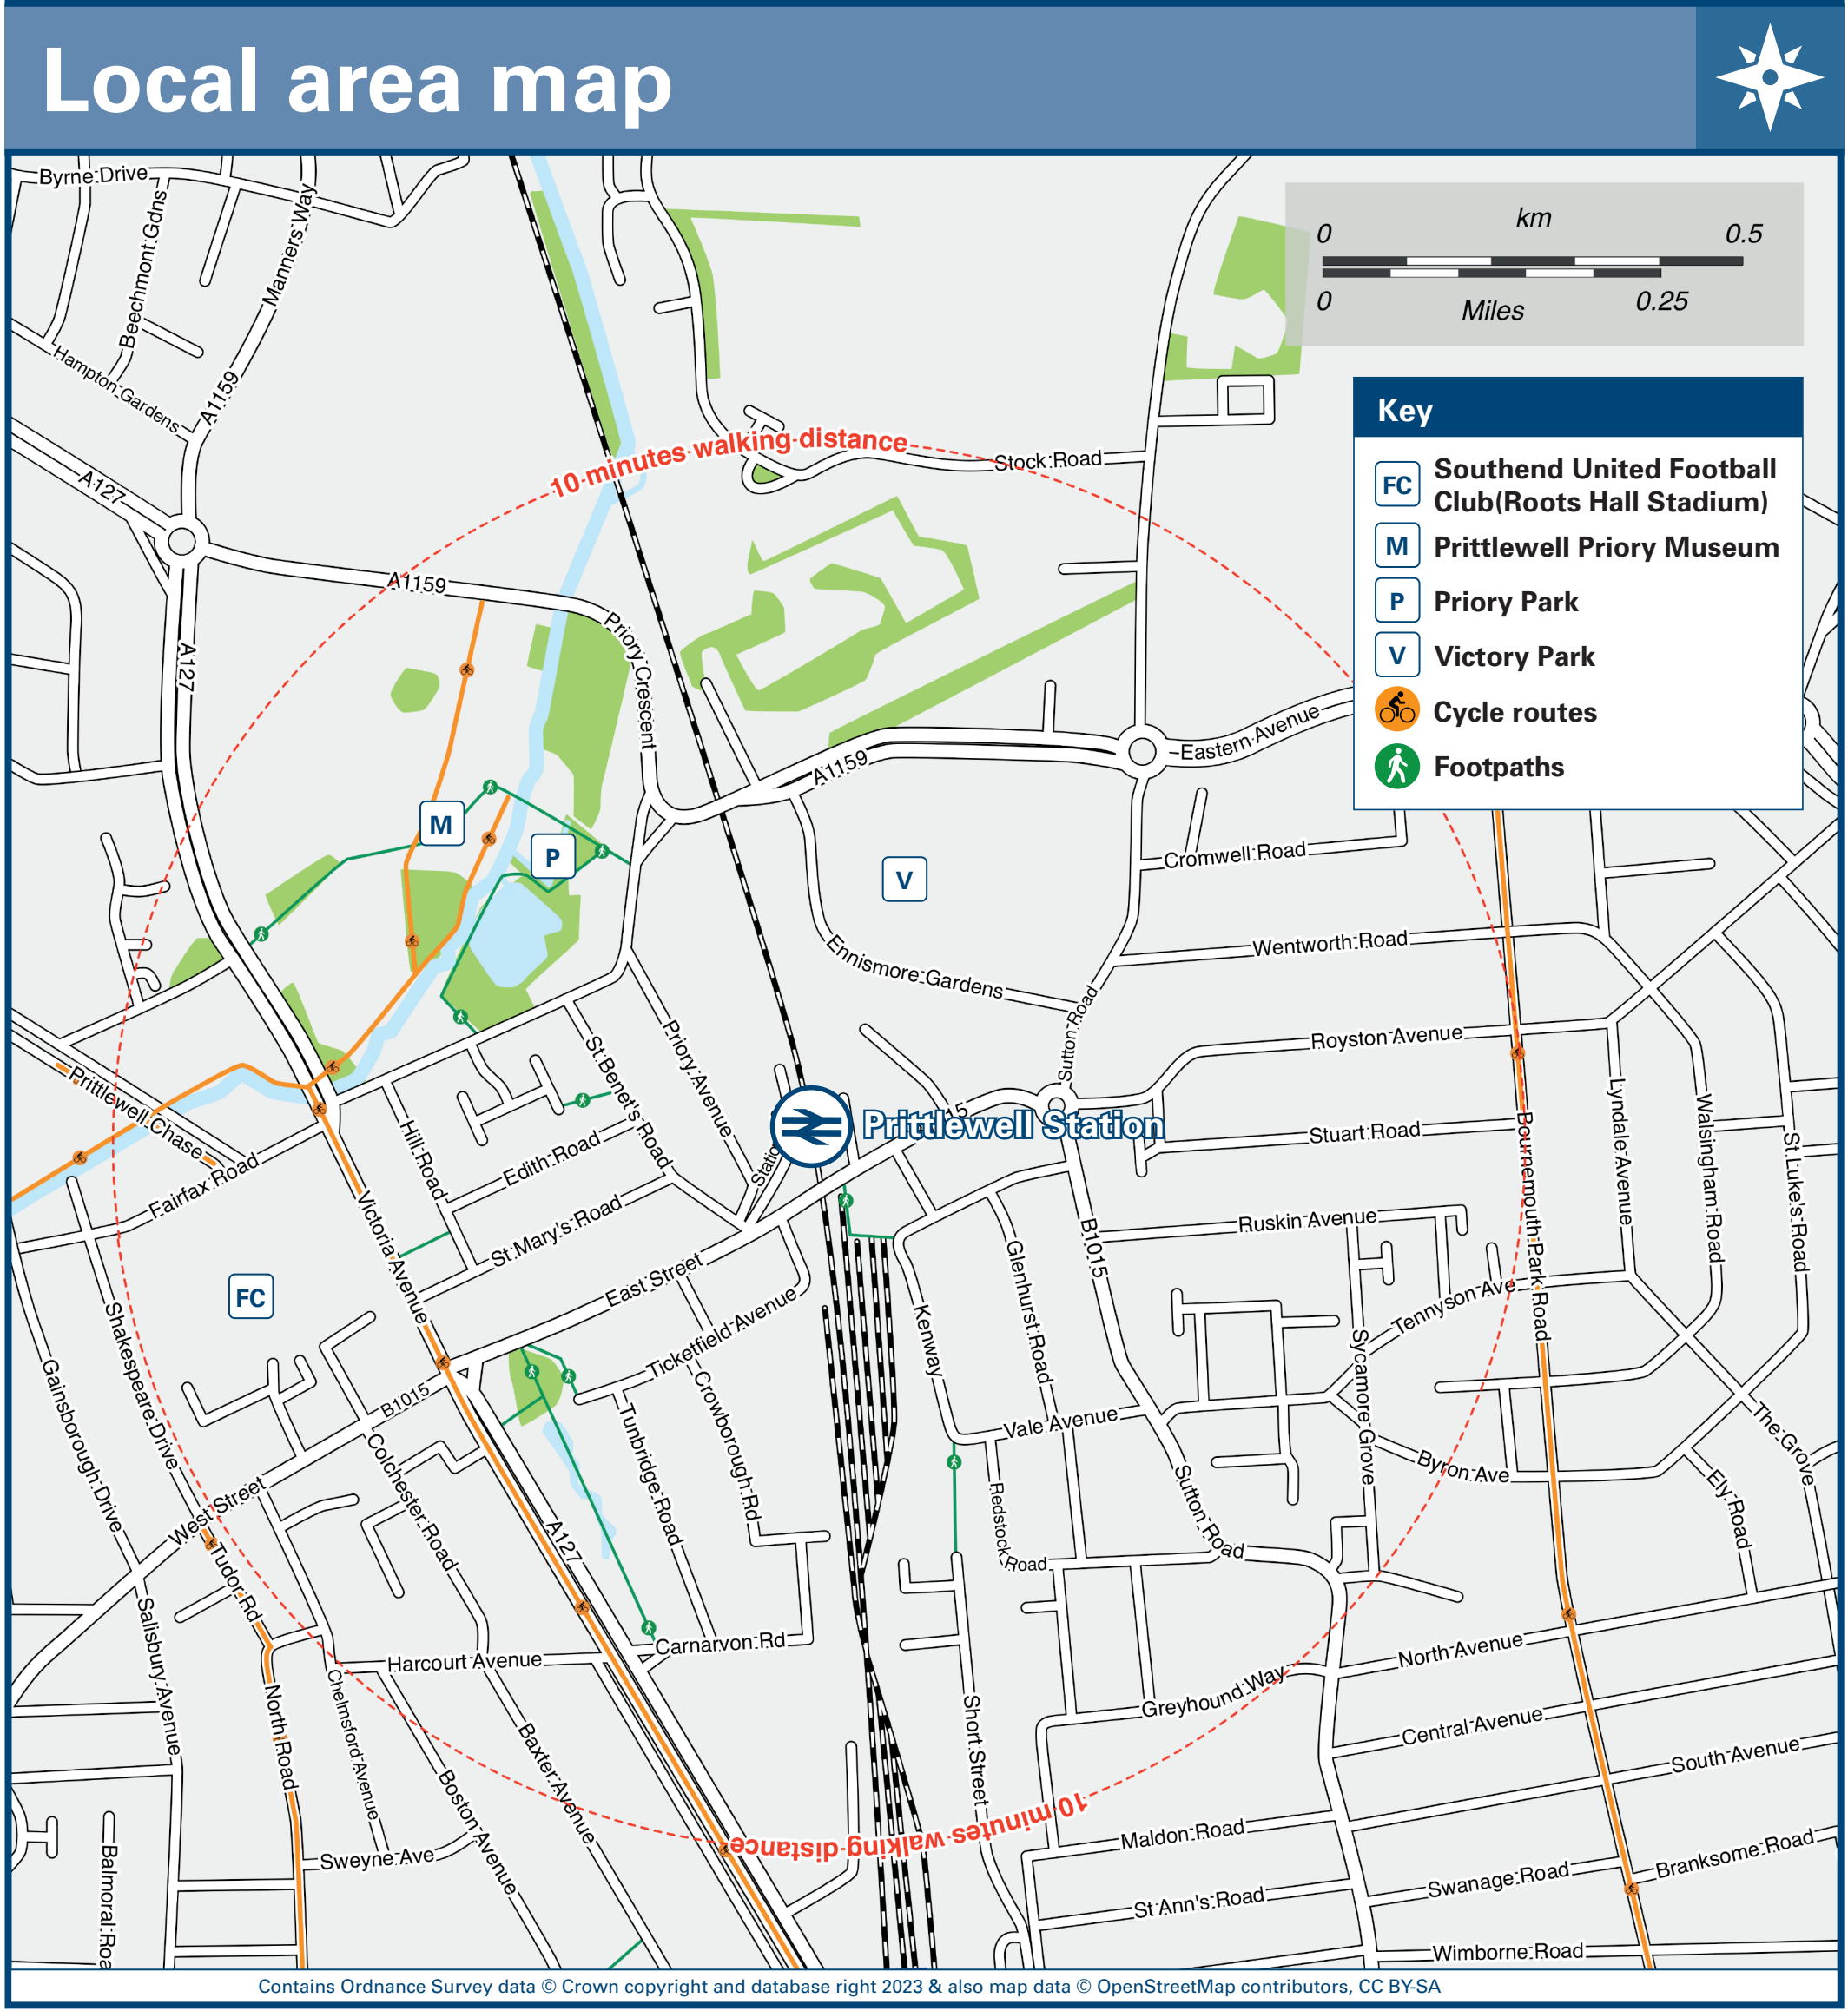 Local area map
Byrne Drive
Beechmont Gdns
Manners Way
Hampton Gardens
A1159
A127
km
0
0.5
0
Miles
0.25
Key
FC
Southend United Football
Club(Roots Hall Stadium)
M
Prittlewell Priory Museum
P
Priory Park
V
Victory Park
Cycle routes
Footpaths
10 minutes walking distance
Stock Road
A1159
Priory Crescent
A127
A1159
Eastern Avenue
M
P
V
Cromwell Road
Wentworth Road
Ennismore Gardens
Sutton Road
Royston Avenue
Priory Avenue
St Benet's Road
Prittlewell Chase
Fairfax Road
Hill Road
Edith Road
St Mary's Road
Victoria Avenue
East Street
15
Prittlewell Station
Stuart Road
Bournemouth Park Road
Lyndale Avenue
Walsingham Road
St Luke's Road
Ruskin Avenue
B1015
Glenhurst Road
Kenway
Tennyson Ave
Sycamore Grove
FC
Shakespeare Drive
Gainsborough Drive
Ticketfield Avenue
Crowborough Rd
Tunbridge Road
B1015
Colchester Road
West Street
Vale Avenue
Byron Ave
The Grove
Ely Road
Redstock Road
Sutton Road
A127
Tudor Rd
Salisbury Avenue
Harcourt Avenue
Carnarvon Rd
North Road
Chelmsford Avenue
Boston Avenue
Baxter Avenue
Short Street
Greyhound Way
North Avenue
Central Avenue
South Avenue
10 minutes walking distance
Maldon Road
Sweyne Ave
Balmoral Roa
St Ann's Road
Swanage Road
Branksome Road
Wimborne Road
Contains Ordnance Survey data © Crown copyright and database right 2023 & also map data © OpenStreetMap contributors, CC BY-SA